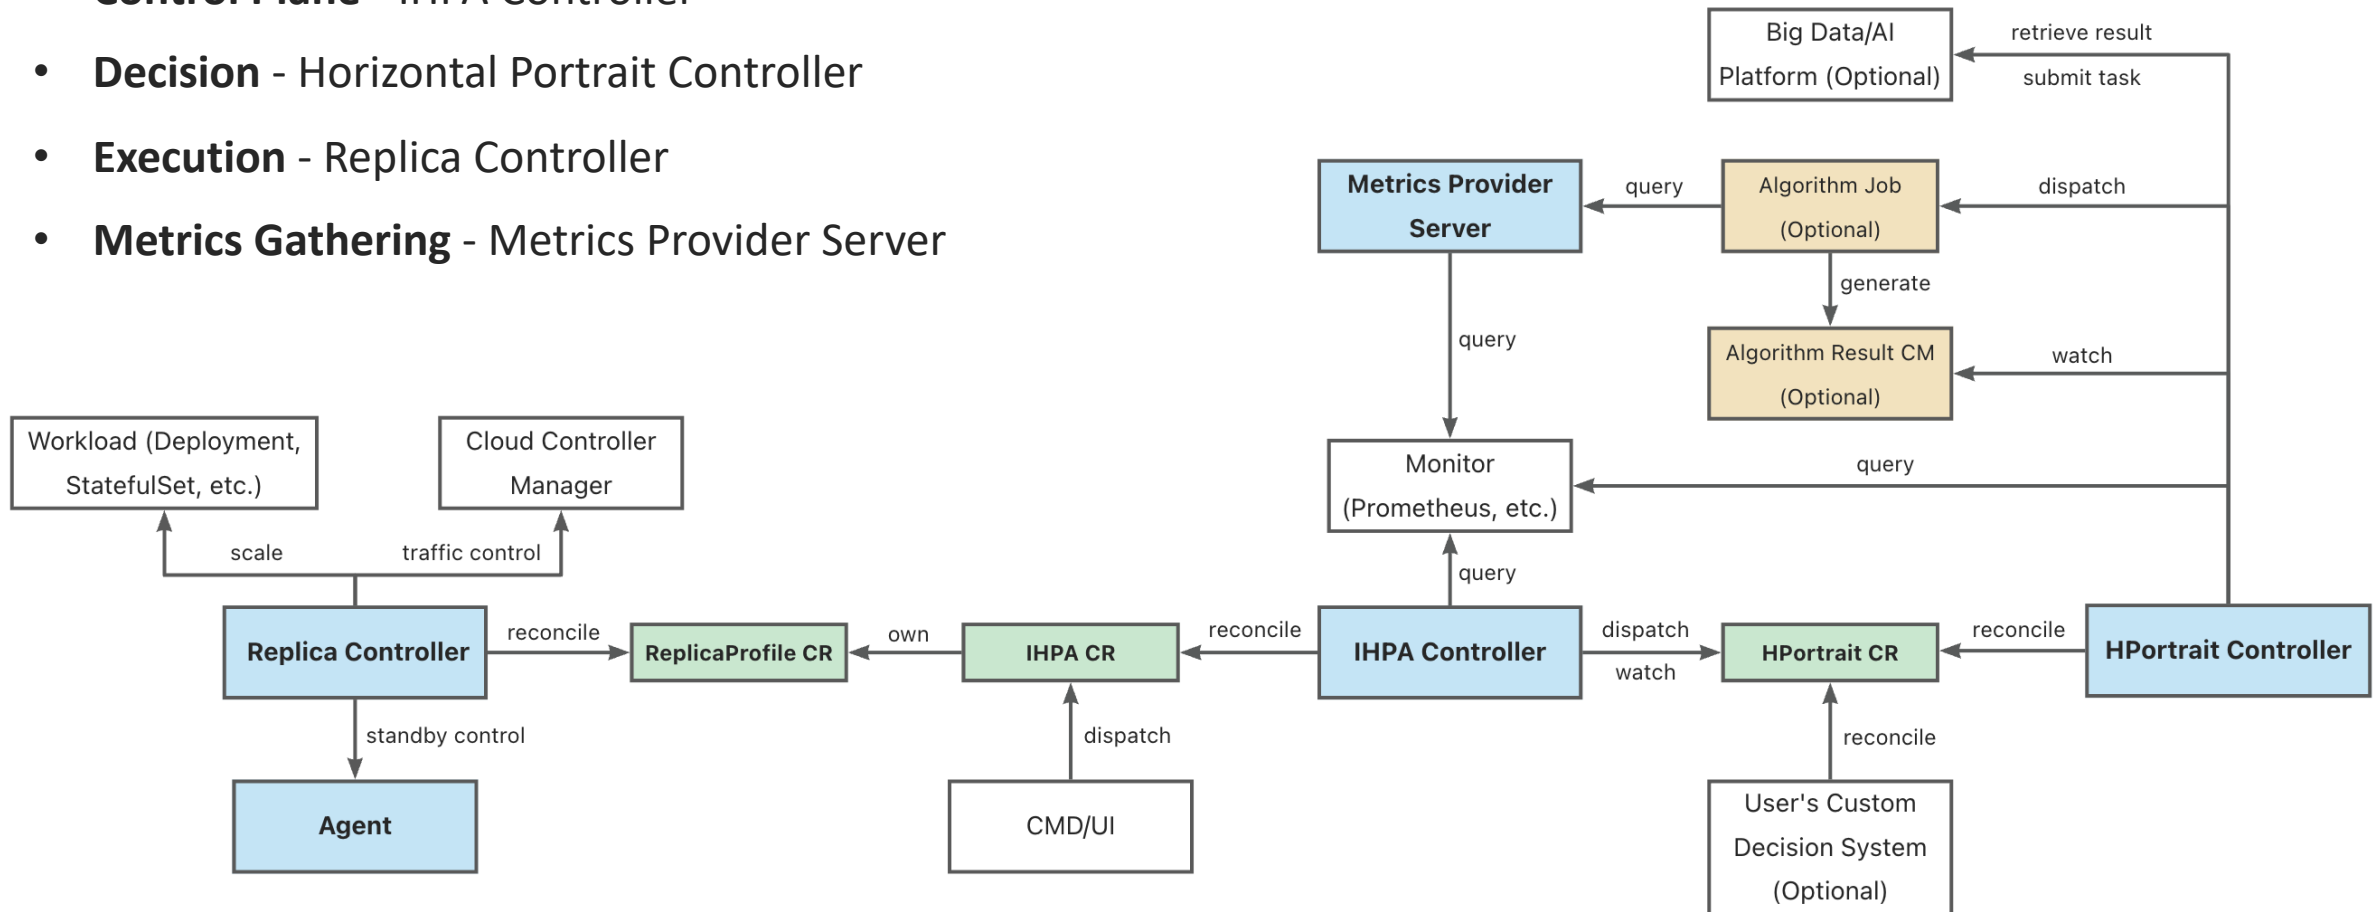 Control Plane - IHPA Controller
• Decision - Horizontal Portrait Controller
• Execution - Replica Controller
• Metrics Gathering - Metrics Provider Server
Big Data/AI
Platform (Optional)
retrieve result
submit task
Metrics Provider
Server
query
Algorithm Job
(Optional)
dispatch
generate
query
Algorithm Result CM
(Optional)
watch
Workload (Deployment,
StatefulSet, etc.)
Cloud Controller
Manager
Monitor
(Prometheus, etc.)
query
scale
traffic control
query
Replica Controller
reconcile
ReplicaProfile CR
own
IHPA CR
reconcile
IHPA Controller
dispatch
watch
HPortrait CR
reconcile
HPortrait Controller
standby control
dispatch
reconcile
Agent
CMD/UI
User's Custom
Decision System
(Optional)